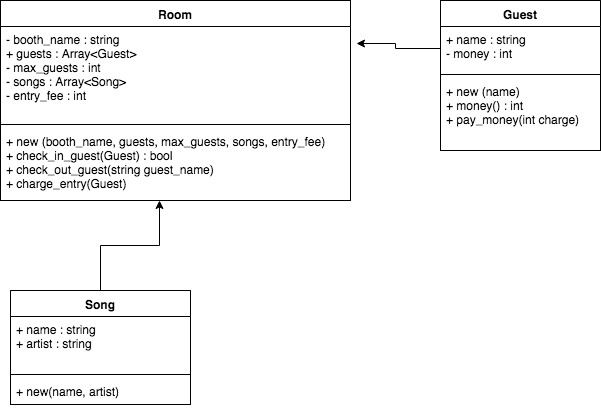 Room
- booth_name : string
+ guests : Array<Guest>
- max_guests : int
- songs : Array<Song>
- entry_fee : int
+ new (booth_name, guests, max_guests, songs, entry_fee)
+ check_in_guest(Guest) : bool
+ check_out_guest(string guest_name)
+ charge_entry(Guest)
Guest
+ name : string
- money : int
+ new (name)
+ money() : int
+ pay_money(int charge)
Song
+ name : string
+ artist : string
+ new(name, artist)